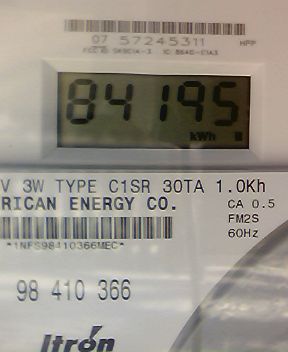 07 57245311 HPP
84195
kWh
V 3W TYPE C1SR 30TA 1.0Kh
RICAN ENERGY CO. CA 0.5
FM2S
*1NFS98410366MEC* 60Hz
98 410 366
Itron